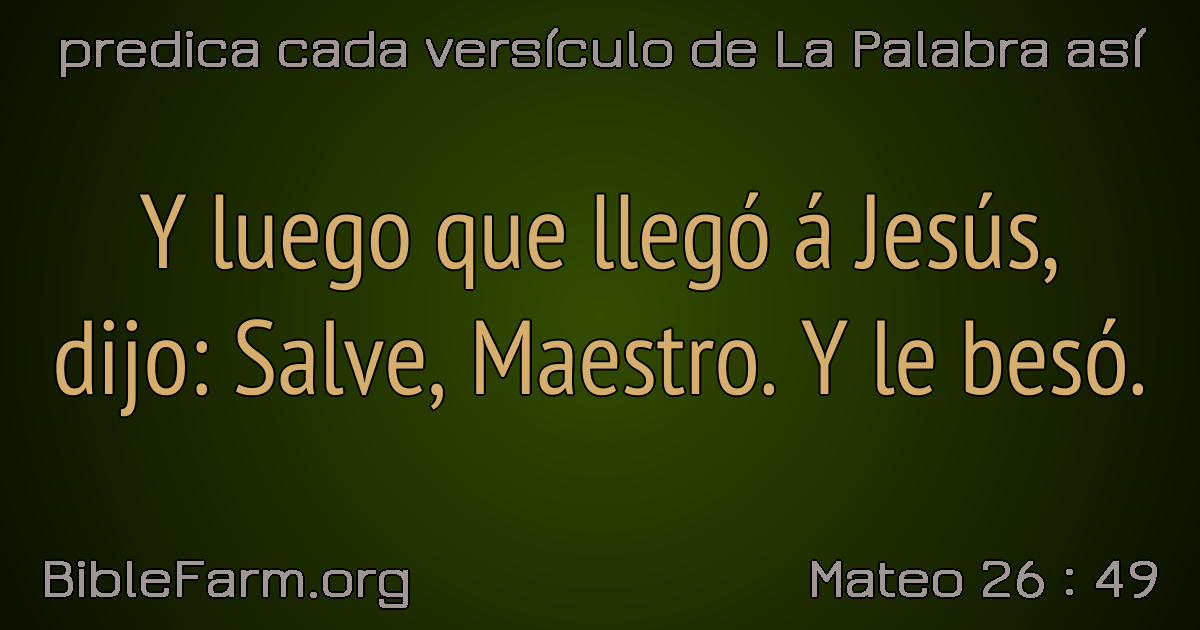 predica cada versículo de La Palabra así
Y luego que llegó á Jesús,
dijo: Salve, Maestro. Y le besó.
BibleFarm.org
Mateo 26 : 49